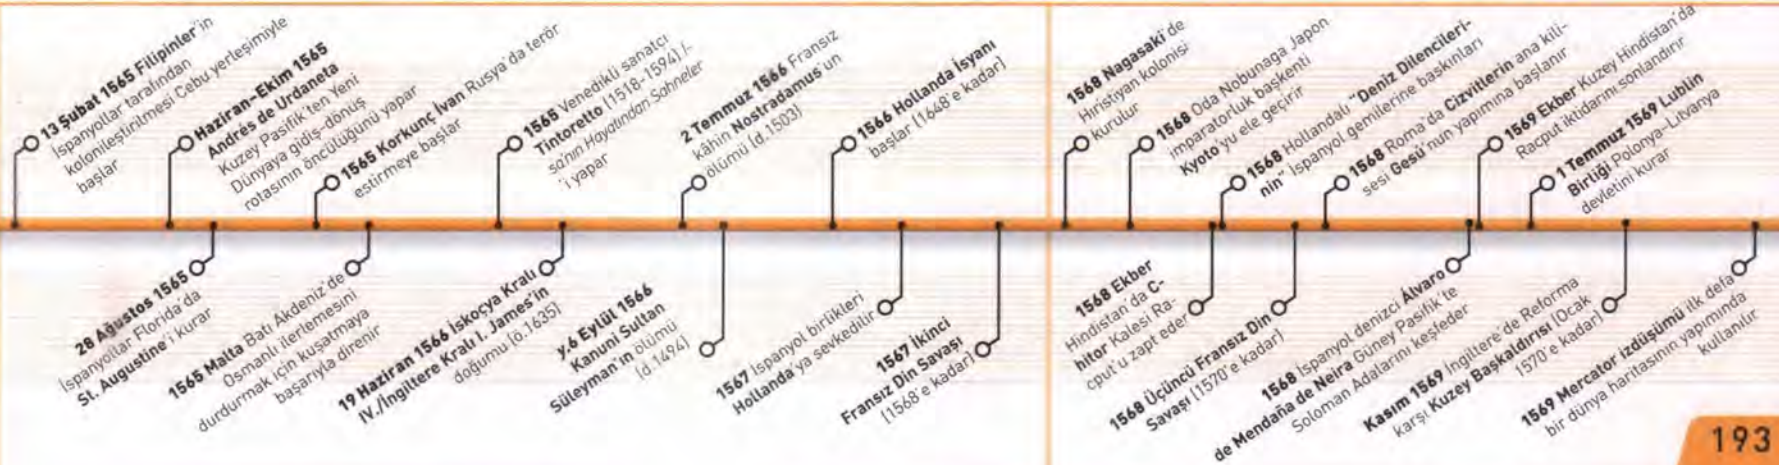 13 Şubat 1565 Filipinler'in
İspanyollar tarafından
kolonileştirilmesi Cebu yerleşimiyle
başlar
Haziran-Ekim 1565
Andrés de Urdaneta
Kuzey Pasifik'ten Yeni
Dünyaya gidiş-dönüş
rotasının öncülüğünü yapar
1565 Korkunç İvan Rusya'da terör
estirmeye başlar
1565 Venedikli sanatçı
Tintoretto (1518-1594) İ-
sa'nın Hayatından Sahneler
'i yapar
2 Temmuz 1566 Fransız
kâhin Nostradamus'un
ölümü (d.1503)
1566 Hollanda İsyanı
başlar (1648'e kadar)
1568 Nagasaki'de
Hıristiyan kolonisi
kurulur
1568 Oda Nobunaga Japon
imparatorluk başkenti
Kyoto'yu ele geçirir
1568 Hollandalı "Deniz Dilencileri-
nin" İspanyol gemilerine baskınları
1568 Roma'da Cizvitlerin ana kili-
sesi Gesü'nun yapımına başlanır
1569 Ekber Kuzey Hindistan'da
Racput iktidarını sonlandırır
1 Temmuz 1569 Lublin
Birliği Polonya-Litvanya
devletini kurar
28 Ağustos 1565
İspanyollar Florida'da
St. Augustine'i kurar
1565 Malta Batı Akdeniz'de
Osmanlı ilerlemesini
durdurmak için kuşatmaya
başarıyla direnir
19 Haziran 1566 İskoçya Kralı
IV./İngiltere Kralı I. James'in
doğumu (ö.1635)
y.6 Eylül 1566
Kanuni Sultan
Süleyman'ın ölümü
(d.1494)
1567 İspanyol birlikleri
Hollanda'ya sevkedilir
1567 İkinci
Fransız Din Savaşı
(1568'e kadar)
1568 Ekber
Hindistan'da C-
hitor Kalesi Ra-
cput'u zapt eder
1568 Üçüncü Fransız Din
Savaşı (1570'e kadar)
1568 İspanyol denizci Álvaro
de Mendaña de Neira Güney Pasifik'te
Soloman Adalarını keşfeder
Kasım 1569 İngiltere'de Reforma
karşı Kuzey Başkaldırısı (Ocak
1570'e kadar)
1569 Mercator izdüşümü ilk defa
bir dünya haritasının yapımında
kullanılır
193